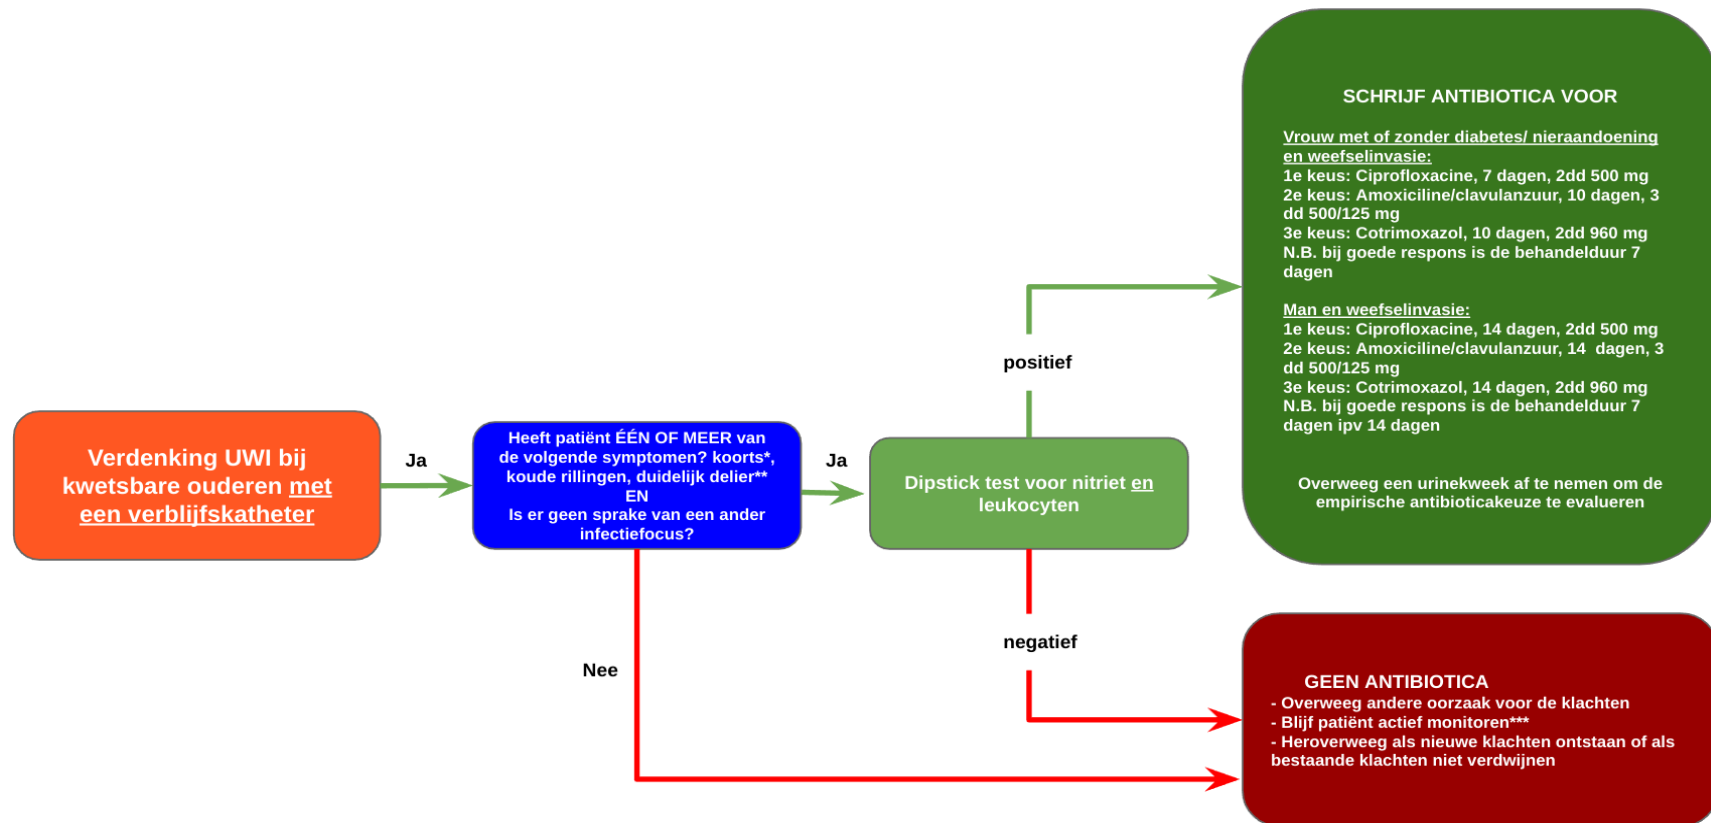 Verdenking UWI bij
kwetsbare ouderen met
een verblijfskatheter
Ja
Heeft patiënt ÉÉN OF MEER van
de volgende symptomen? koorts*,
koude rillingen, duidelijk delier**
EN
Is er geen sprake van een ander
infectiefocus?
Ja
Nee
Dipstick test voor nitriet en
leukocyten
positief
negatief
SCHRIJF ANTIBIOTICA VOOR
Vrouw met of zonder diabetes/ nieraandoening
en weefselinvasie:
1e keus: Ciprofloxacine, 7 dagen, 2dd 500 mg
2e keus: Amoxiciline/clavulanzuur, 10 dagen, 3
dd 500/125 mg
3e keus: Cotrimoxazol, 10 dagen, 2dd 960 mg
N.B. bij goede respons is de behandelduur 7
dagen
Man en weefselinvasie:
1e keus: Ciprofloxacine, 14 dagen, 2dd 500 mg
2e keus: Amoxiciline/clavulanzuur, 14  dagen, 3
dd 500/125 mg
3e keus: Cotrimoxazol, 14 dagen, 2dd 960 mg
N.B. bij goede respons is de behandelduur 7
dagen ipv 14 dagen
Overweeg een urinekweek af te nemen om de
empirische antibioticakeuze te evalueren
GEEN ANTIBIOTICA
- Overweeg andere oorzaak voor de klachten
- Blijf patiënt actief monitoren***
- Heroverweeg als nieuwe klachten ontstaan of als
bestaande klachten niet verdwijnen